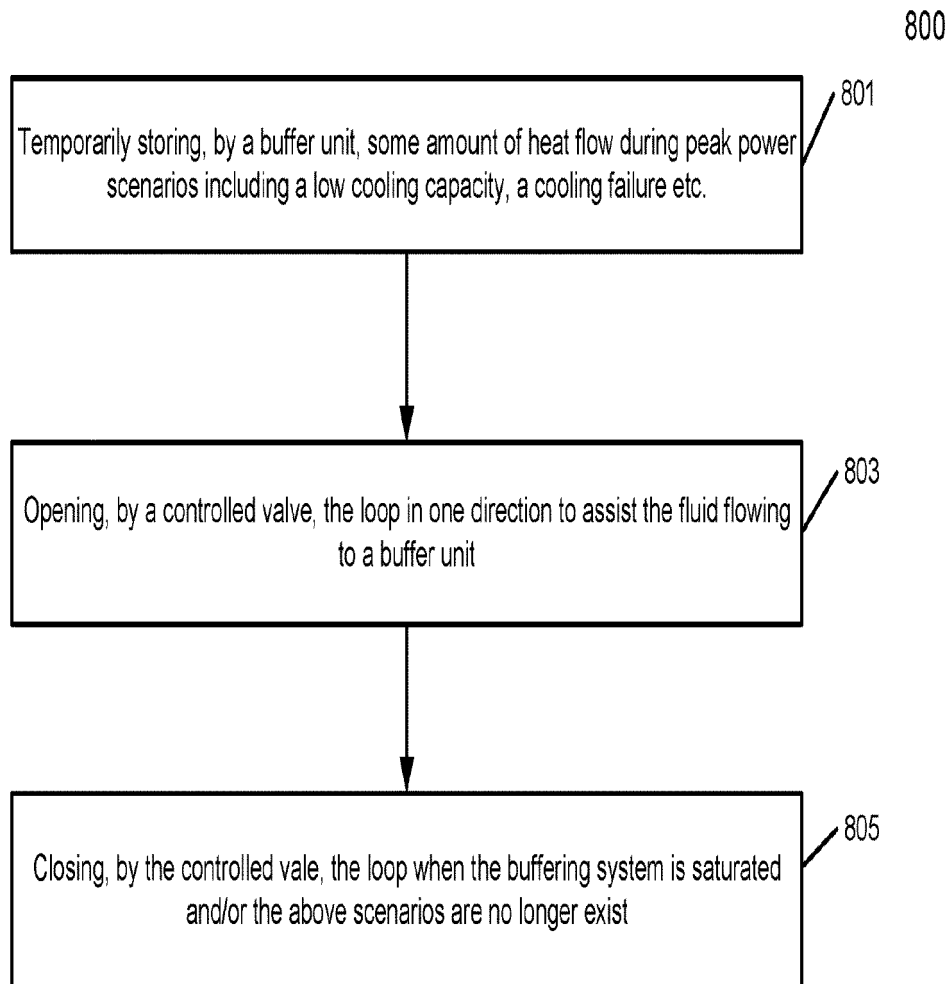 800
801
Temporarily storing, by a buffer unit, some amount of heat flow during peak power
scenarios including a low cooling capacity, a cooling failure etc.
803
Opening, by a controlled valve, the loop in one direction to assist the fluid flowing
to a buffer unit
805
Closing, by the controlled vale, the loop when the buffering system is saturated
and/or the above scenarios are no longer exist